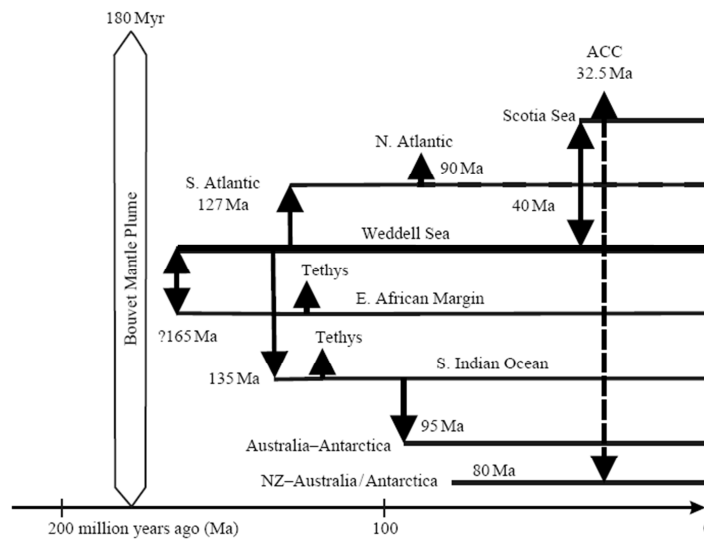 180 Myr
ACC
32.5 Ma
Scotia Sea
N. Atlantic
90 Ma
S. Atlantic
127 Ma
40 Ma
Weddell Sea
Bouvet Mantle Plume
Tethys
E. African Margin
?165 Ma
Tethys
S. Indian Ocean
135 Ma
95 Ma
Australia–Antarctica
80 Ma
NZ–Australia/Antarctica
200 million years ago (Ma)
100